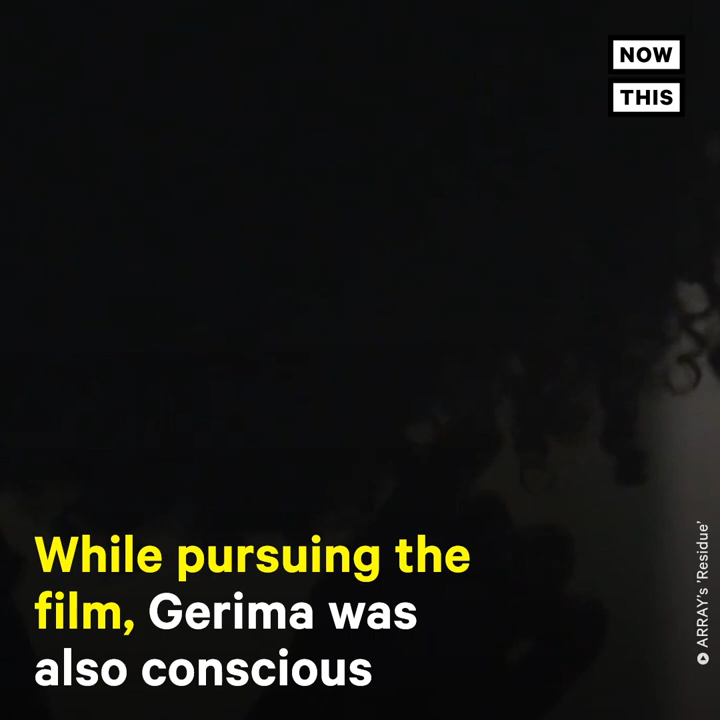 NOW
THIS
While pursuing the
film, Gerima was
also conscious
ARRAY's 'Residue'